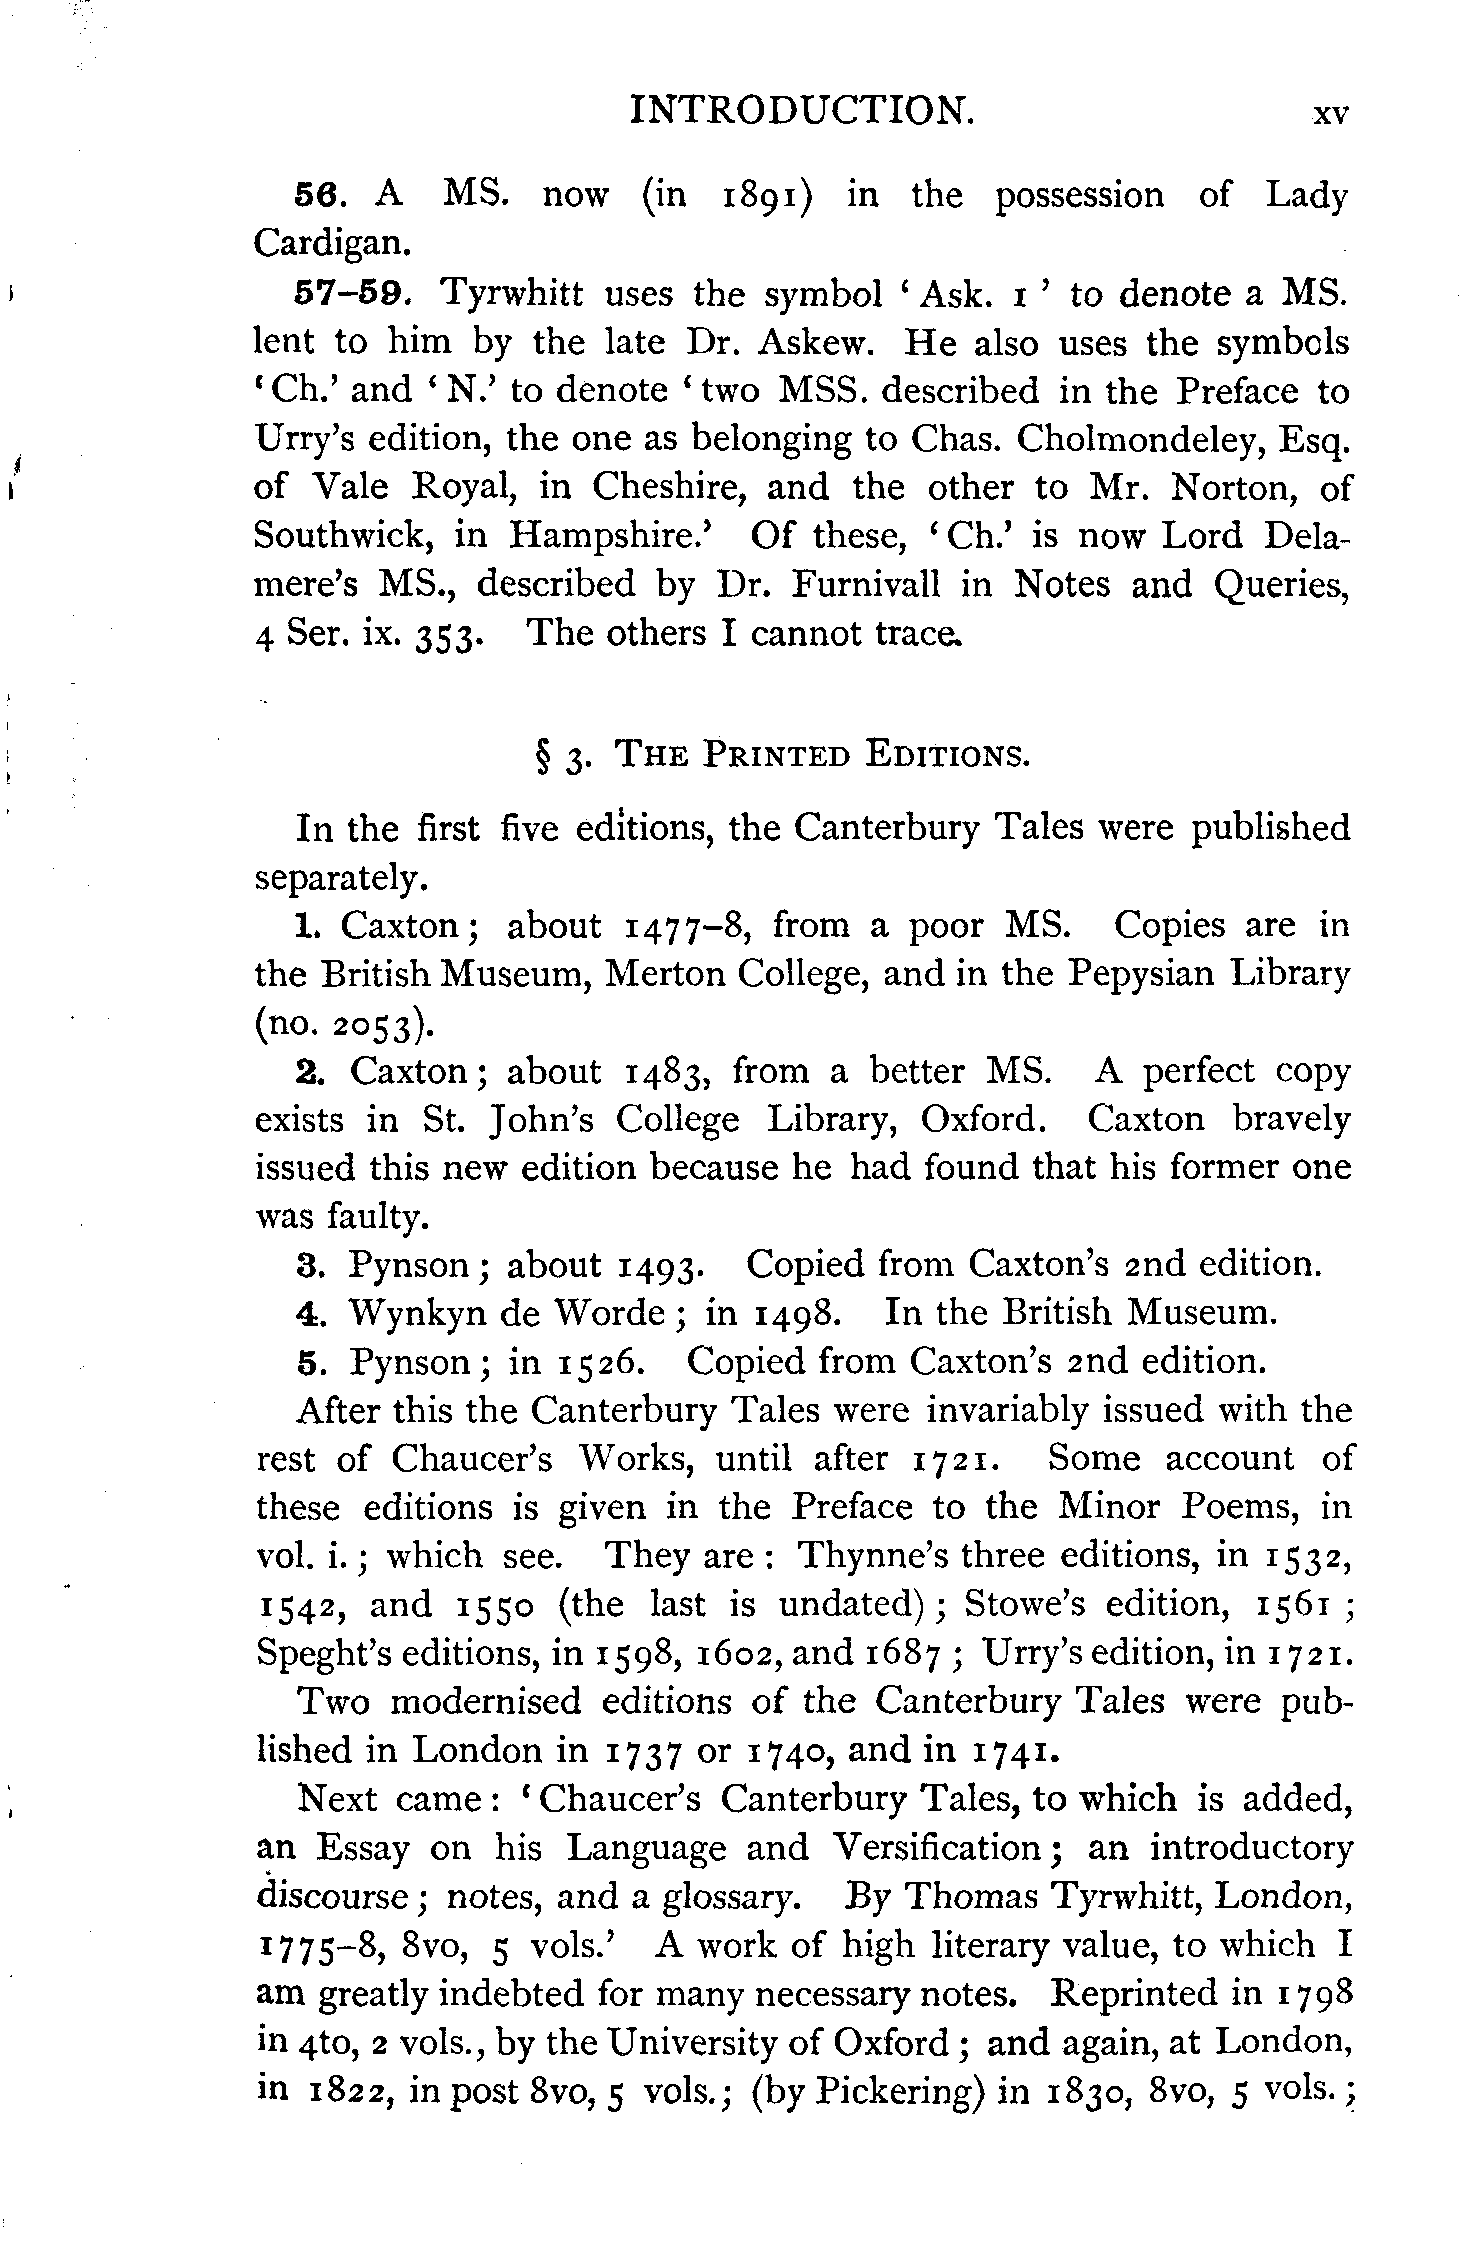 INTRODUCTION. xv
56. A MS. now (in 1891) in the possession of Lady
Cardigan.
57–59. Tyrwhitt uses the symbol ‘Ask. 1’ to denote a MS.
lent to him by the late Dr. Askew. He also uses the symbols
‘Ch.’ and ‘N.’ to denote ‘two MSS. described in the Preface to
Urry’s edition, the one as belonging to Chas. Cholmondeley, Esq.
of Vale Royal, in Cheshire, and the other to Mr. Norton, of
Southwick, in Hampshire.’ Of these, ‘Ch.’ is now Lord Dela-
mere’s MS., described by Dr. Furnivall in Notes and Queries,
4 Ser. ix. 353. The others I cannot trace.
§ 3. THE PRINTED EDITIONS.
In the first five editions, the Canterbury Tales were published
separately.
1. Caxton; about 1477–8, from a poor MS. Copies are in
the British Museum, Merton College, and in the Pepysian Library
(no. 2053).
2. Caxton; about 1483, from a better MS. A perfect copy
exists in St. John’s College Library, Oxford. Caxton bravely
issued this new edition because he had found that his former one
was faulty.
3. Pynson; about 1493. Copied from Caxton’s 2nd edition.
4. Wynkyn de Worde; in 1498. In the British Museum.
5. Pynson; in 1526. Copied from Caxton’s 2nd edition.
After this the Canterbury Tales were invariably issued with the
rest of Chaucer’s Works, until after 1721. Some account of
these editions is given in the Preface to the Minor Poems, in
vol. i.; which see. They are: Thynne’s three editions, in 1532,
1542, and 1550 (the last is undated); Stowe’s edition, 1561;
Speght’s editions, in 1598, 1602, and 1687; Urry’s edition, in 1721.
Two modernised editions of the Canterbury Tales were pub-
lished in London in 1737 or 1740, and in 1741.
Next came: ‘Chaucer’s Canterbury Tales, to which is added,
an Essay on his Language and Versification; an introductory
discourse; notes, and a glossary. By Thomas Tyrwhitt, London,
1775–8, 8vo, 5 vols.’ A work of high literary value, to which I
am greatly indebted for many necessary notes. Reprinted in 1798
in 4to, 2 vols., by the University of Oxford; and again, at London,
in 1822, in post 8vo, 5 vols.; (by Pickering) in 1830, 8vo, 5 vols.;